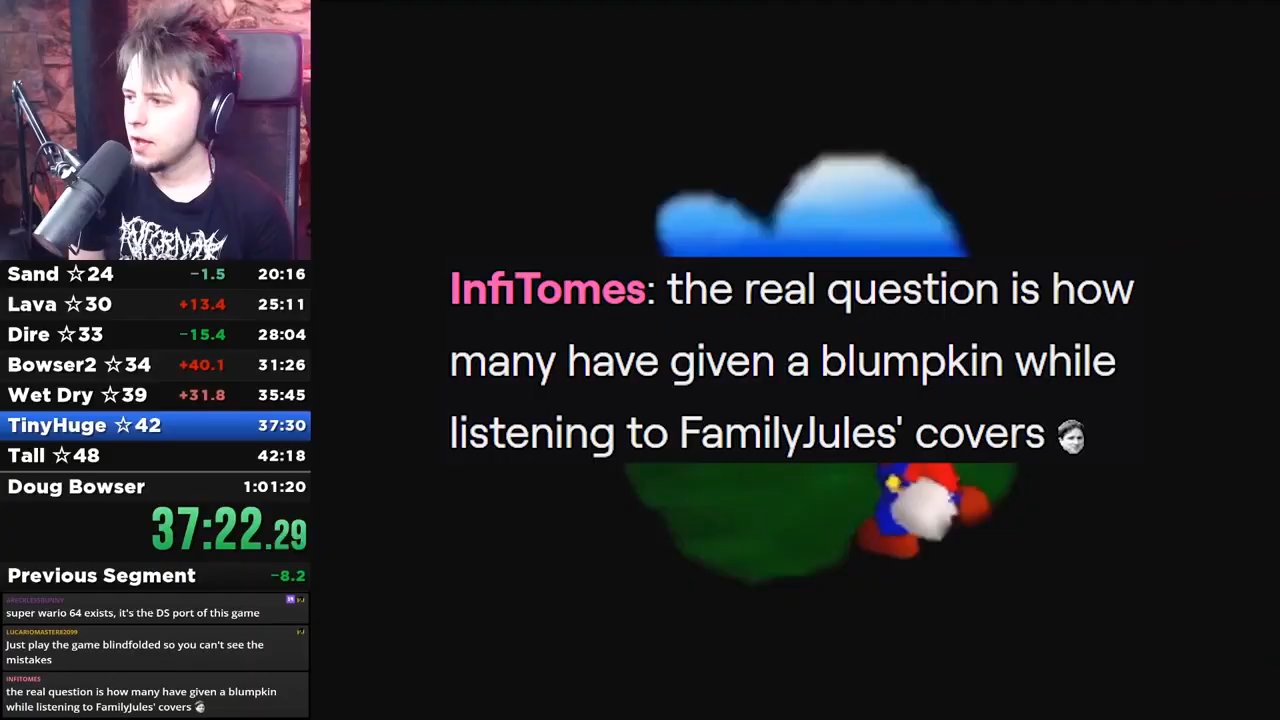 Sand ☆24 −1.5 20:16
Lava ☆30 +13.4 25:11
Dire ☆33 −15.4 28:04
Bowser2 ☆34 +40.1 31:26
Wet Dry ☆39 +31.8 35:45
TinyHuge ☆42 37:30
Tall ☆48 42:18
Doug Bowser 1:01:20
37:22.29
Previous Segment −8.2
super wario 64 exists, it's the DS port of this game
LUCARIOMASTER82099
Just play the game blindfolded so you can't see the
mistakes
INFITOMES
the real question is how many have given a blumpkin
while listening to FamilyJules' covers
InfiTomes: the real question is how
many have given a blumpkin while
listening to FamilyJules' covers